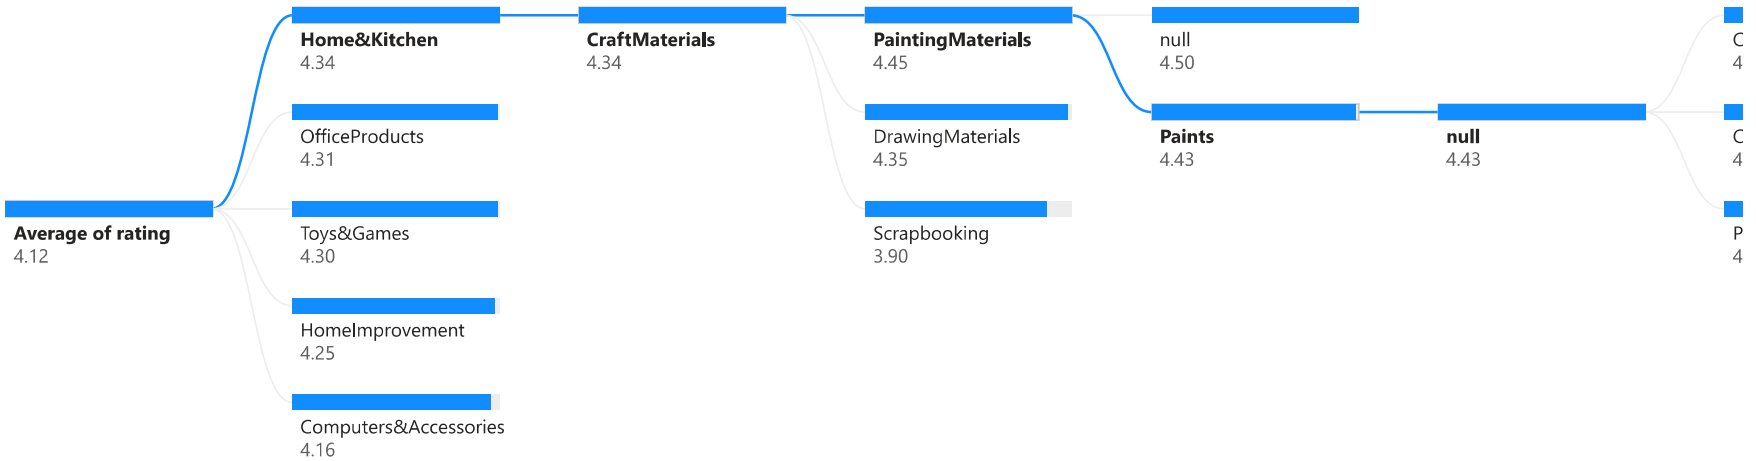 Home&Kitchen
4.34
CraftMaterials
4.34
PaintingMaterials
4.45
null
4.50
OfficeProducts
4.31
DrawingMaterials
4.35
Paints
4.43
null
4.43
Average of rating
4.12
Toys&Games
4.30
Scrapbooking
3.90
HomeImprovement
4.25
Computers&Accessories
4.16